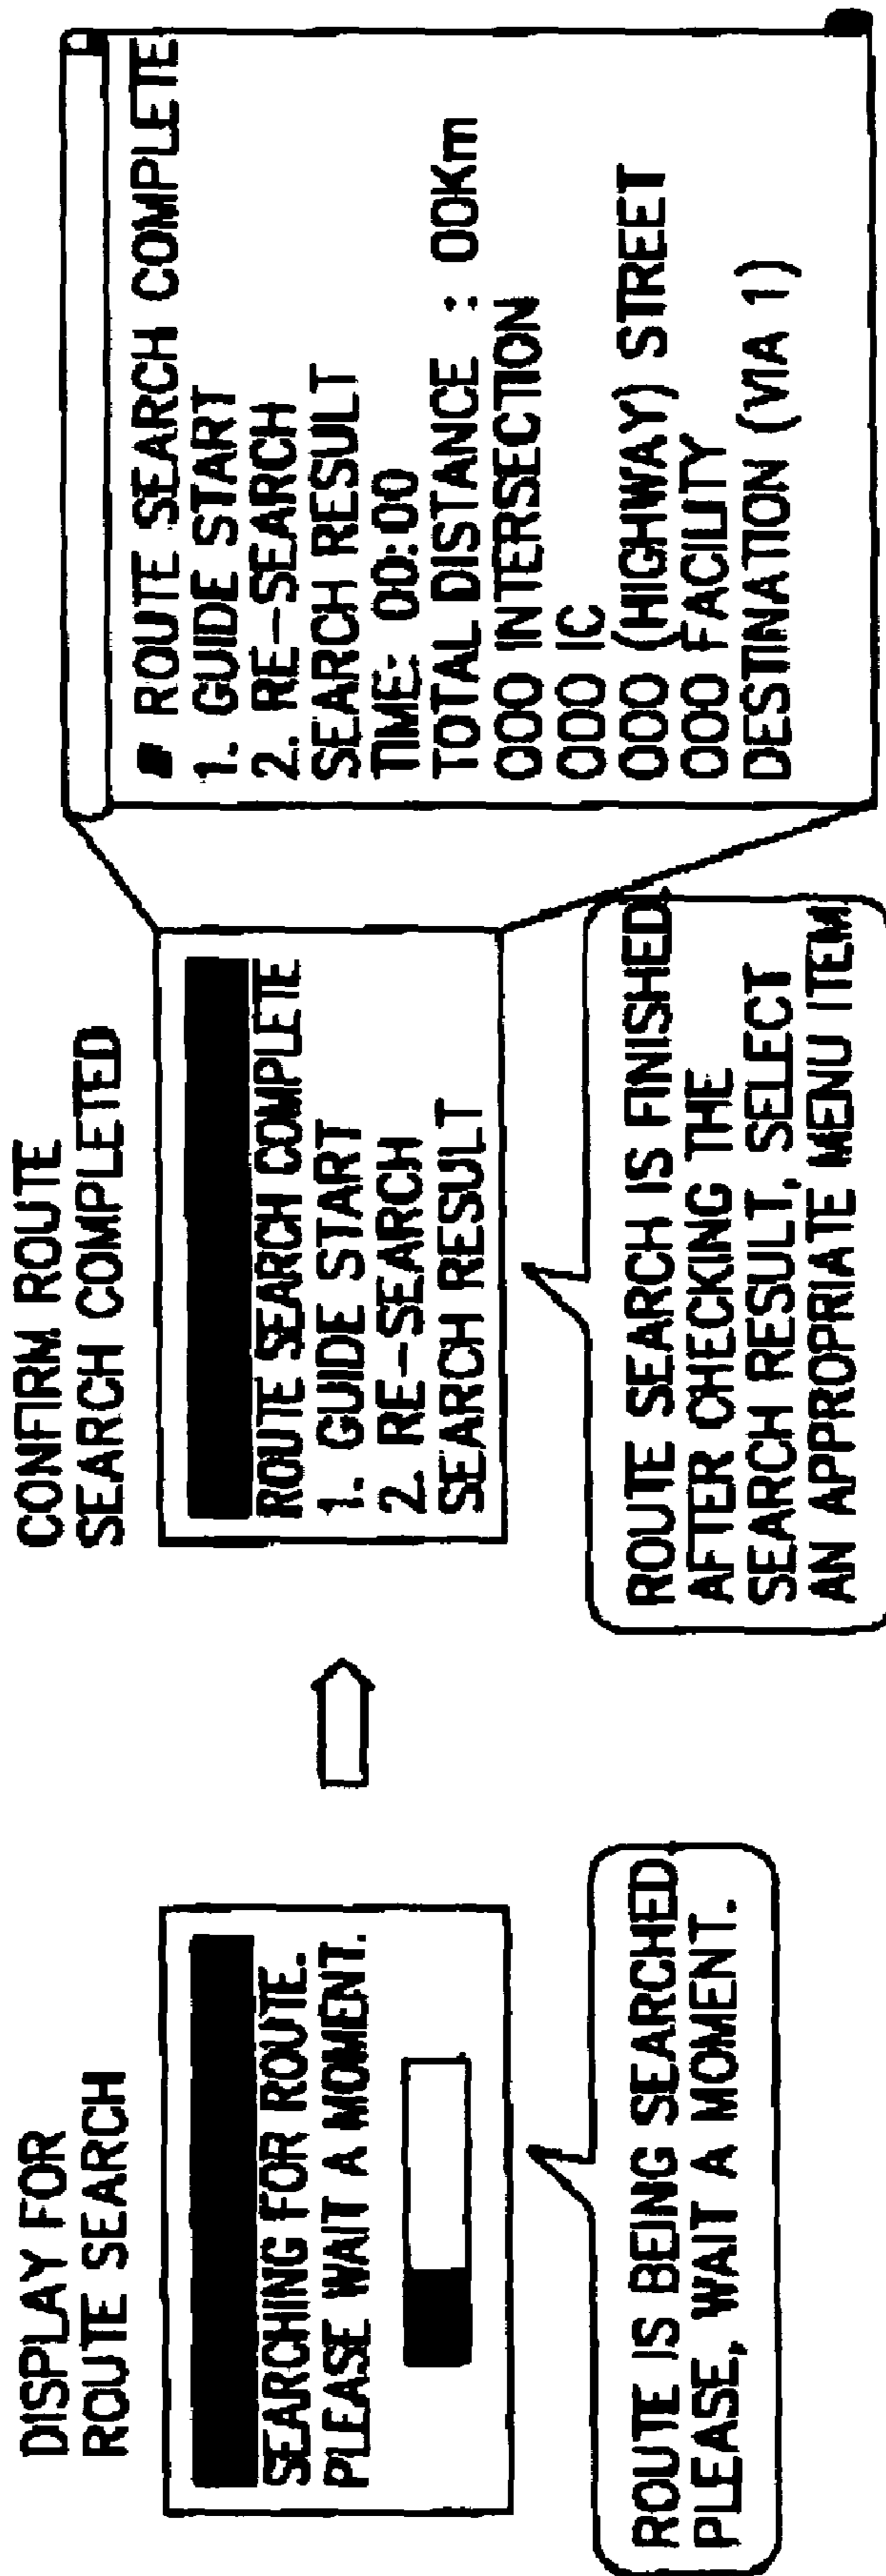 DISPLAY FOR
ROUTE SEARCH
SEARCHING FOR ROUTE.
PLEASE WAIT A MOMENT.
ROUTE IS BEING SEARCHED
PLEASE, WAIT A MOMENT.
CONFIRM ROUTE
SEARCH COMPLETED
ROUTE SEARCH COMPLETE
1. GUIDE START
2. RE-SEARCH
SEARCH RESULT
ROUTE SEARCH IS FINISHED.
AFTER CHECKING THE
SEARCH RESULT, SELECT
AN APPROPRIATE MENU ITEM
ROUTE SEARCH COMPLETE
1. GUIDE START
2. RE-SEARCH
SEARCH RESULT
TIME: 00:00
TOTAL DISTANCE : 00Km
OOO INTERSECTION
OOO IC
OOO (HIGHWAY) STREET
OOO FACILITY
DESTINATION (VIA 1)